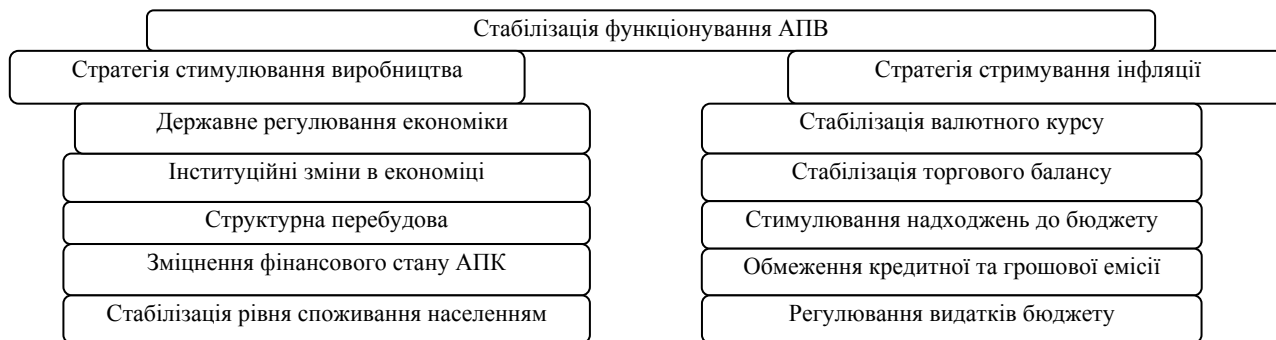 Стабілізація функціонування АПВ
Стратегія стимулювання виробництва
Стратегія стримування інфляції
Державне регулювання економіки
Стабілізація валютного курсу
Інституційні зміни в економіці
Стабілізація торгового балансу
Структурна перебудова
Стимулювання надходжень до бюджету
Зміцнення фінансового стану АПК
Обмеження кредитної та грошової емісії
Стабілізація рівня споживання населенням
Регулювання видатків бюджету